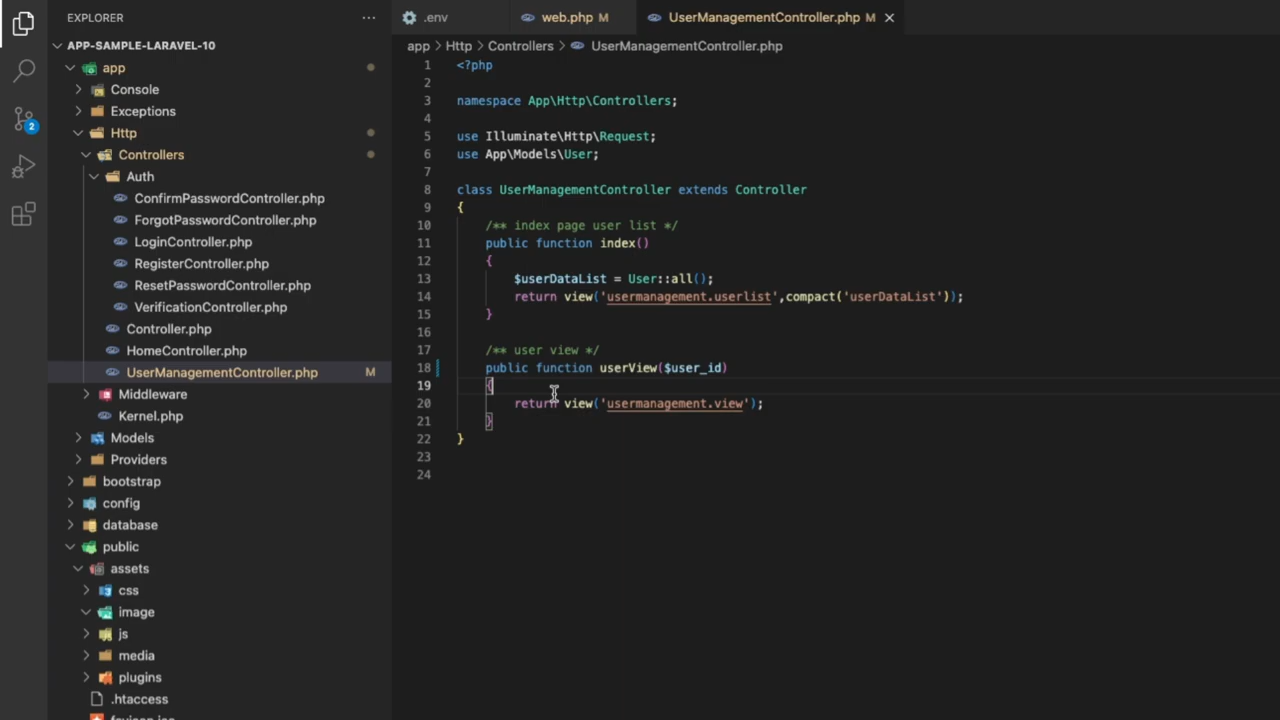 EXPLORER
APP-SAMPLE-LARAVEL-10
app
Console
Exceptions
Http
Controllers
Auth
ConfirmPasswordController.php
ForgotPasswordController.php
LoginController.php
RegisterController.php
ResetPasswordController.php
VerificationController.php
Controller.php
HomeController.php
UserManagementController.php M
Middleware
Kernel.php
Models
Providers
bootstrap
config
database
public
assets
css
image
js
media
plugins
.htaccess
2
.env web.php M UserManagementController.php M
app > Http > Controllers > UserManagementController.php
1 <?php
2
3 namespace App\Http\Controllers;
4
5 use Illuminate\Http\Request;
6 use App\Models\User;
7
8 class UserManagementController extends Controller
9 {
10 /** index page user list */
11 public function index()
12 {
13 $userDataList = User::all();
14 return view('usermanagement.userlist',compact('userDataList'));
15 }
16
17 /** user view */
18 public function userView($user_id)
19 {
20 return view('usermanagement.view');
21 }
22 }
23
24